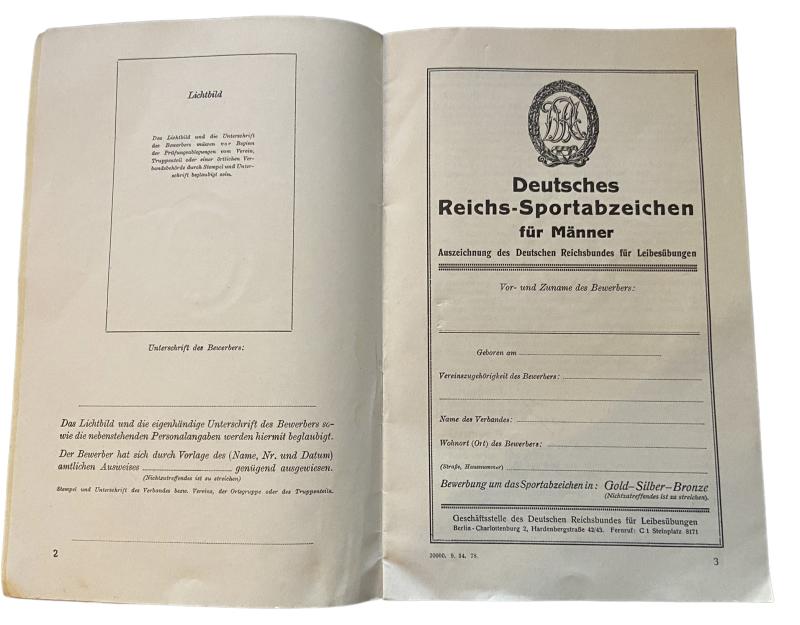 Lichtbild
Das Lichtbild und die Unterschrift
des Bewerbers müssen vor Beginn
der Prüfungsablegungen vom Verein,
Truppenteil oder einer örtlichen Ver-
bandsbehörde durch Stempel und Unter-
schrift beglaubigt sein.
Unterschrift des Bewerbers:
Das Lichtbild und die eigenhändige Unterschrift des Bewerbers so-
wie die nebenstehenden Personalangaben werden hiermit beglaubigt.
Der Bewerber hat sich durch Vorlage des (Name, Nr. und Datum)
amtlichen Ausweises genügend ausgewiesen.
(Nichtzutreffendes ist zu streichen)
Stempel und Unterschrift des Verbandes bezw. Vereins, der Ortsgruppe oder des Truppenteils.
2
DRA
Deutsches
Reichs-Sportabzeichen
für Männer
Auszeichnung des Deutschen Reichsbundes für Leibesübungen
Vor- und Zuname des Bewerbers:
Geboren am
Vereinszugehörigkeit des Bewerbers:
Name des Verbandes:
Wohnort (Ort) des Bewerbers:
(Straße, Hausnummer)
Bewerbung um das Sportabzeichen in: Gold–Silber–Bronze
(Nichtzutreffendes ist zu streichen).
Geschäftsstelle des Deutschen Reichsbundes für Leibesübungen
Berlin-Charlottenburg 2, Hardenbergstraße 42/43. Fernruf: C 1 Steinplatz 8171
20000. 9. 34. 78.
3